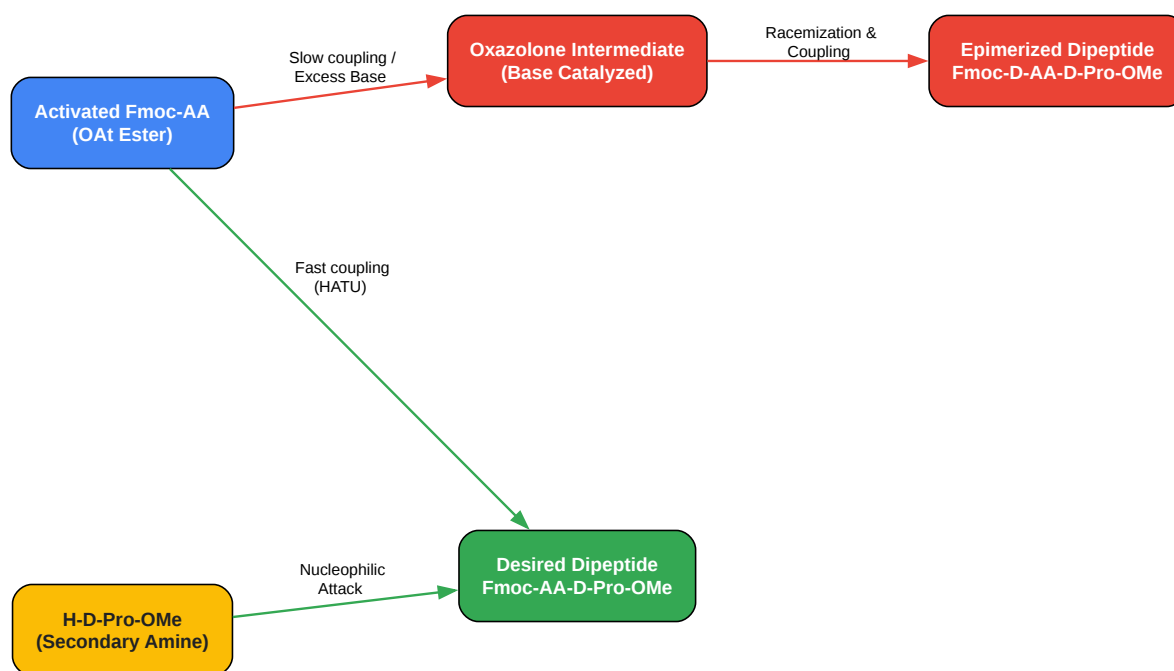 Activated Fmoc-AA
(OAt Ester)
Slow coupling /
Excess Base
Oxazolone Intermediate
(Base Catalyzed)
Racemization &
Coupling
Epimerized Dipeptide
Fmoc-D-AA-D-Pro-OMe
Fast coupling
(HATU)
H-D-Pro-OMe
(Secondary Amine)
Nucleophilic
Attack
Desired Dipeptide
Fmoc-AA-D-Pro-OMe